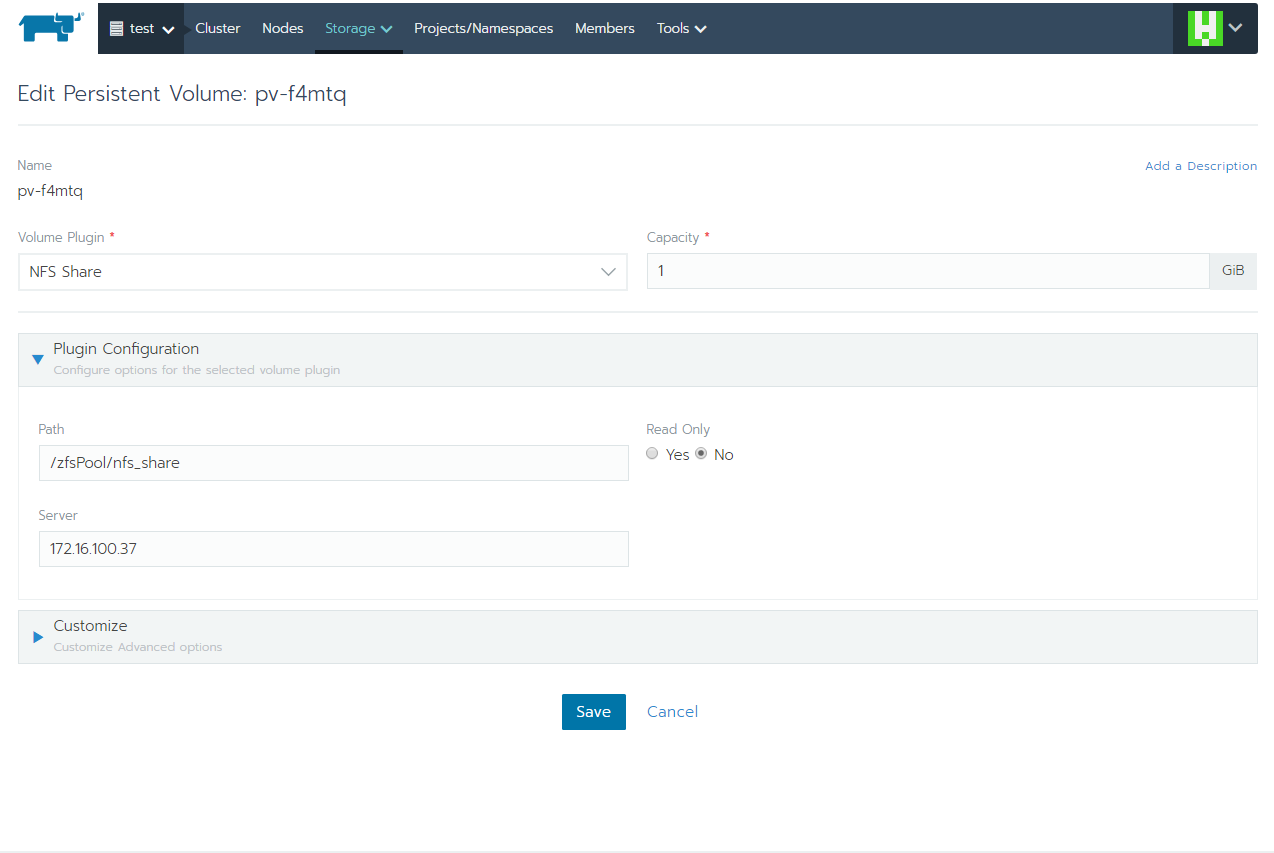 test Cluster Nodes Storage Projects/Namespaces Members Tools
Edit Persistent Volume: pv-f4mtq
Name
Add a Description
pv-f4mtq
Volume Plugin *
Capacity *
NFS Share
1
GiB
Plugin Configuration
Configure options for the selected volume plugin
Path
Read Only
/zfsPool/nfs_share
Yes No
Server
172.16.100.37
Customize
Customize Advanced options
Save Cancel